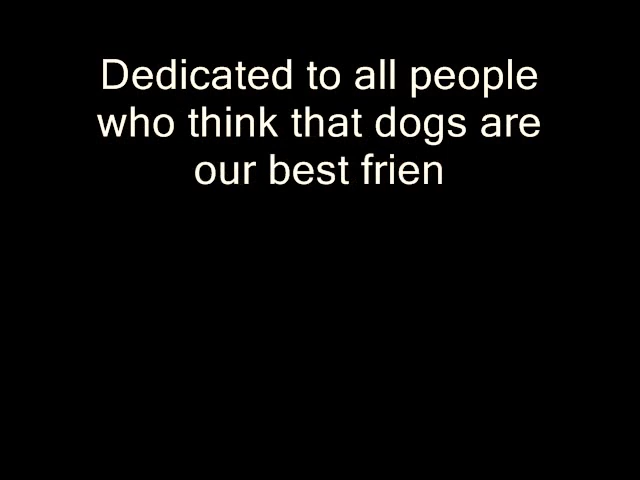 Dedicated to all people
who think that dogs are
our best frien